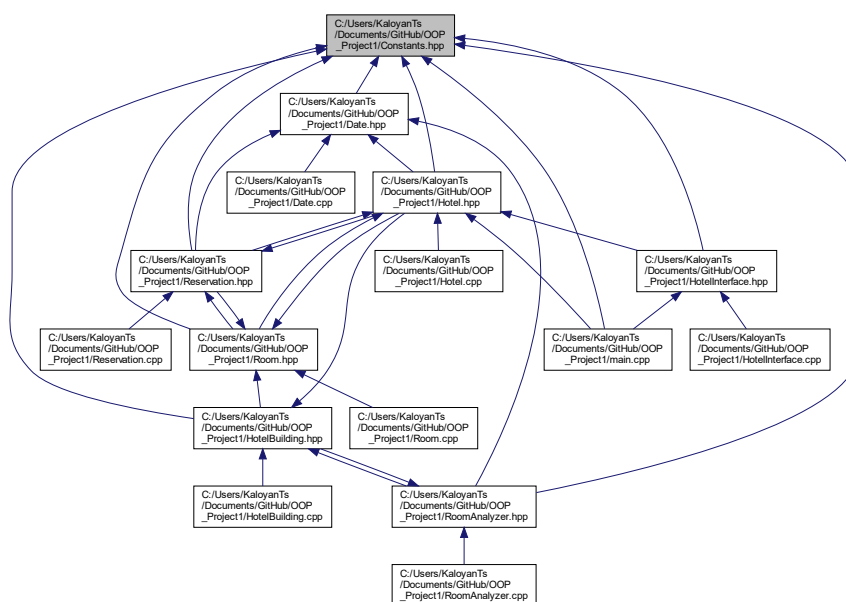 C:/Users/KaloyanTs
/Documents/GitHub/OOP
_Project1/Constants.hpp
C:/Users/KaloyanTs
/Documents/GitHub/OOP
_Project1/Date.hpp
C:/Users/KaloyanTs
/Documents/GitHub/OOP
_Project1/Date.cpp
C:/Users/KaloyanTs
/Documents/GitHub/OOP
_Project1/Hotel.hpp
C:/Users/KaloyanTs
/Documents/GitHub/OOP
_Project1/Reservation.hpp
C:/Users/KaloyanTs
/Documents/GitHub/OOP
_Project1/Hotel.cpp
C:/Users/KaloyanTs
/Documents/GitHub/OOP
_Project1/HotelInterface.hpp
C:/Users/KaloyanTs
/Documents/GitHub/OOP
_Project1/Reservation.cpp
C:/Users/KaloyanTs
/Documents/GitHub/OOP
_Project1/Room.hpp
C:/Users/KaloyanTs
/Documents/GitHub/OOP
_Project1/main.cpp
C:/Users/KaloyanTs
/Documents/GitHub/OOP
_Project1/HotelInterface.cpp
C:/Users/KaloyanTs
/Documents/GitHub/OOP
_Project1/HotelBuilding.hpp
C:/Users/KaloyanTs
/Documents/GitHub/OOP
_Project1/Room.cpp
C:/Users/KaloyanTs
/Documents/GitHub/OOP
_Project1/HotelBuilding.cpp
C:/Users/KaloyanTs
/Documents/GitHub/OOP
_Project1/RoomAnalyzer.hpp
C:/Users/KaloyanTs
/Documents/GitHub/OOP
_Project1/RoomAnalyzer.cpp